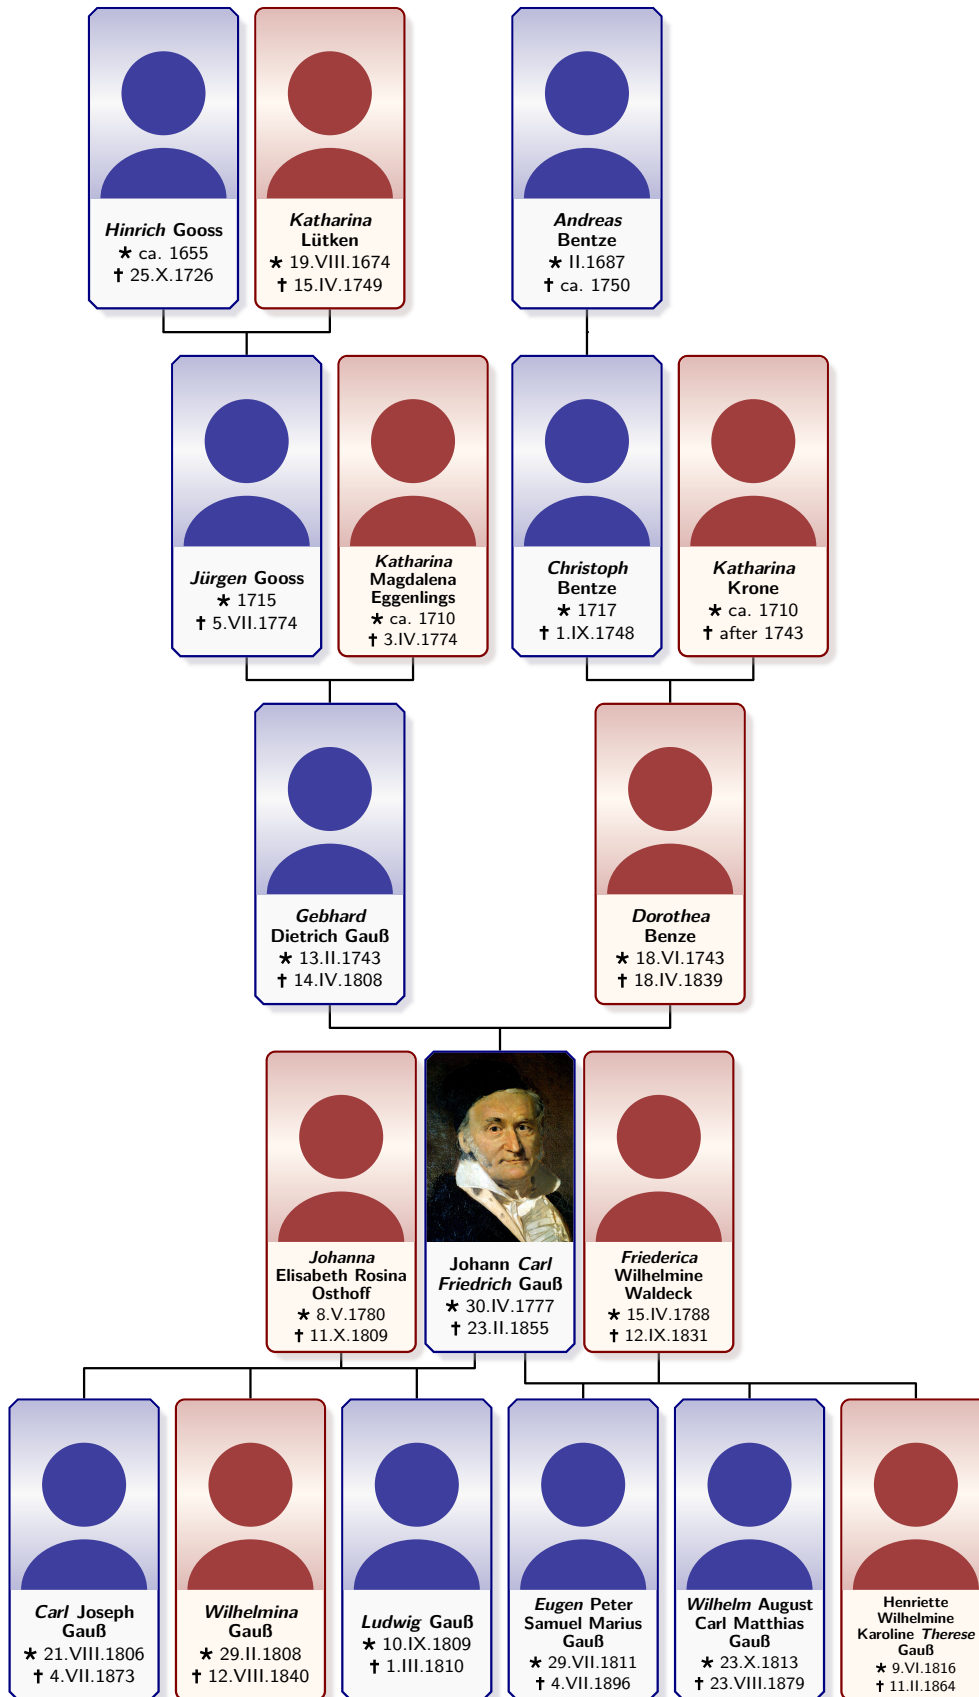 Hinrich Gooss
★ ca. 1655
† 25.X.1726
Katharina
Lütken
★ 19.VIII.1674
† 15.IV.1749
Andreas
Bentze
★ II.1687
† ca. 1750
Jürgen Gooss
★ 1715
† 5.VII.1774
Katharina
Magdalena
Eggenlings
★ ca. 1710
† 3.IV.1774
Christoph
Bentze
★ 1717
† 1.IX.1748
Katharina
Krone
★ ca. 1710
† after 1743
Gebhard
Dietrich Gauß
★ 13.II.1743
† 14.IV.1808
Dorothea
Benze
★ 18.VI.1743
† 18.IV.1839
Johanna
Elisabeth Rosina
Osthoff
★ 8.V.1780
† 11.X.1809
Johann Carl
Friedrich Gauß
★ 30.IV.1777
† 23.II.1855
Friederica
Wilhelmine
Waldeck
★ 15.IV.1788
† 12.IX.1831
Carl Joseph
Gauß
★ 21.VIII.1806
† 4.VII.1873
Wilhelmina
Gauß
★ 29.II.1808
† 12.VIII.1840
Ludwig Gauß
★ 10.IX.1809
† 1.III.1810
Eugen Peter
Samuel Marius
Gauß
★ 29.VII.1811
† 4.VII.1896
Wilhelm August
Carl Matthias
Gauß
★ 23.X.1813
† 23.VIII.1879
Henriette
Wilhelmine
Karoline Therese
Gauß
★ 9.VI.1816
† 11.II.1864